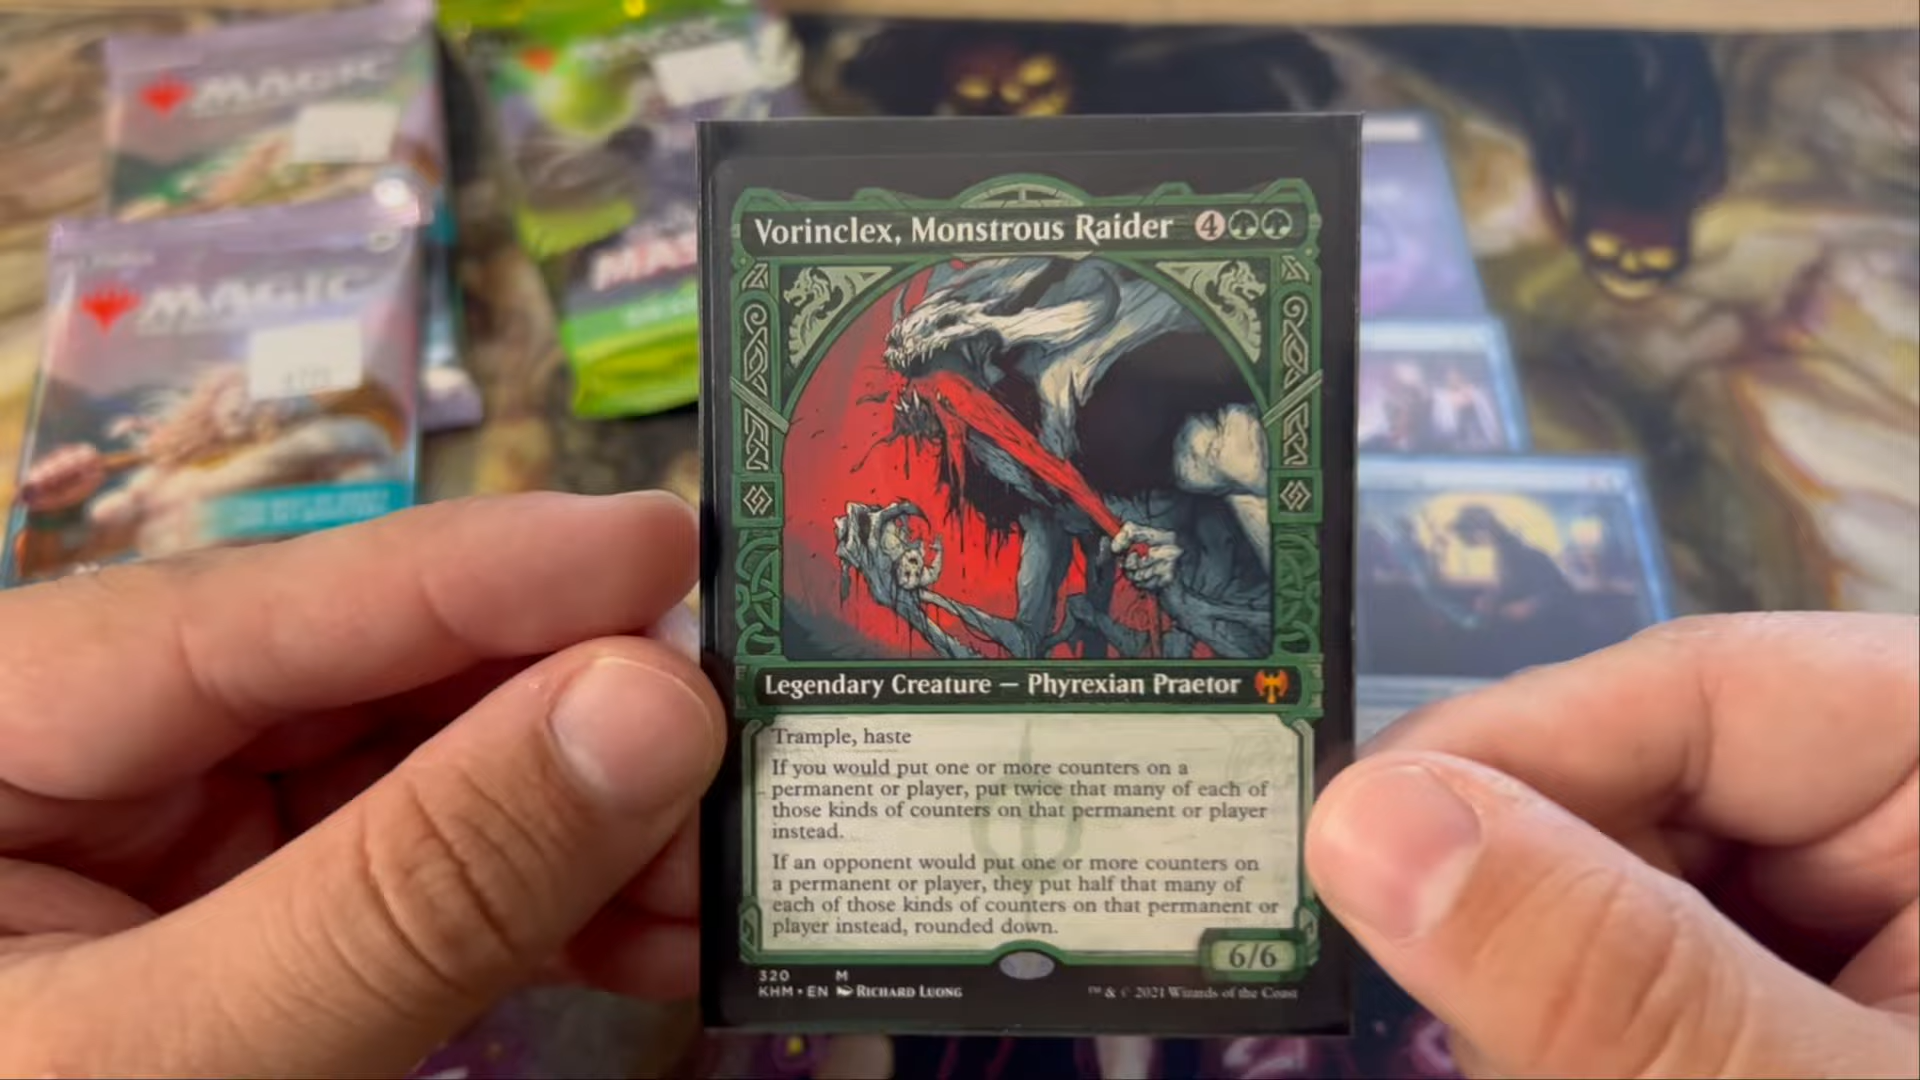 MAGIC
MAGIC
Vorinclex, Monstrous Raider 4
Legendary Creature — Phyrexian Praetor
Trample, haste
If you would put one or more counters on a
permanent or player, put twice that many of each of
those kinds of counters on that permanent or player
instead.
If an opponent would put one or more counters on
a permanent or player, they put half that many of
each of those kinds of counters on that permanent or
player instead, rounded down.
6/6
320 M
KHM • EN Richard Luong
™ & © 2021 Wizards of the Coast